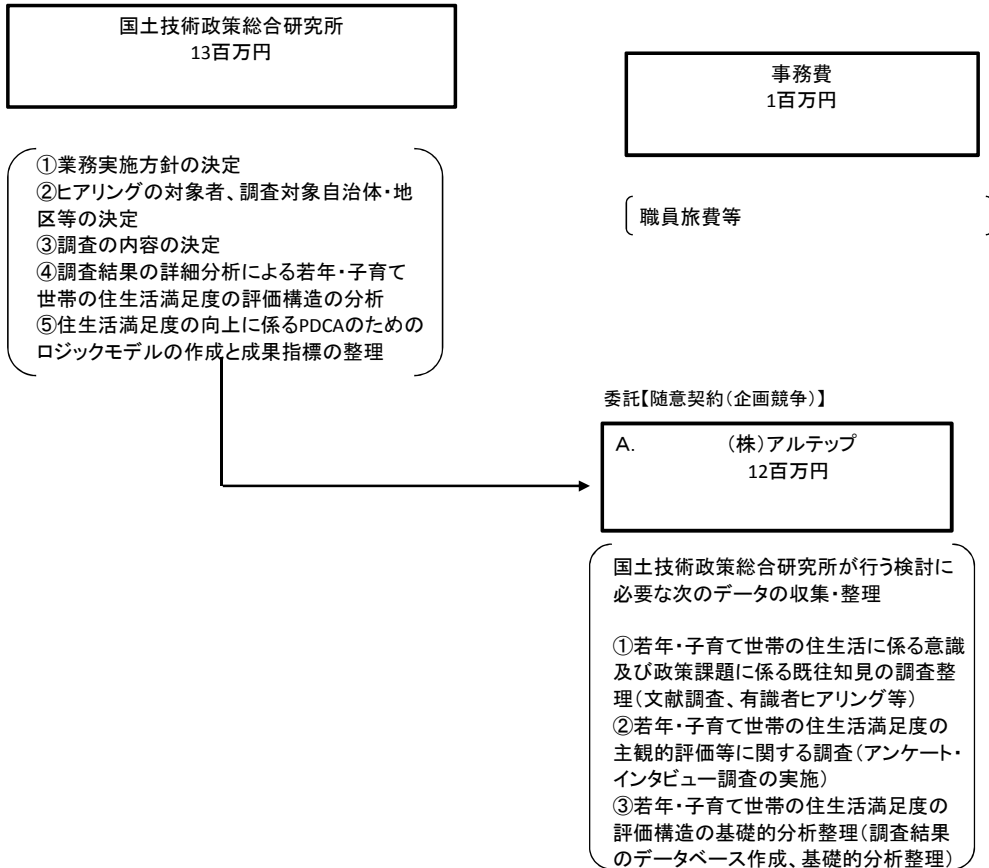 国土技術政策総合研究所
13百万円
事務費
1百万円
①業務実施方針の決定
②ヒアリングの対象者、調査対象自治体・地
区等の決定
③調査の内容の決定
④調査結果の詳細分析による若年・子育て
世帯の住生活満足度の評価構造の分析
⑤住生活満足度の向上に係るPDCAのための
ロジックモデルの作成と成果指標の整理
職員旅費等
委託【随意契約(企画競争)】
A. (株)アルテップ
12百万円
国土技術政策総合研究所が行う検討に
必要な次のデータの収集・整理
①若年・子育て世帯の住生活に係る意識
及び政策課題に係る既往知見の調査整
理(文献調査、有識者ヒアリング等)
②若年・子育て世帯の住生活満足度の
主観的評価等に関する調査(アンケート・
インタビュー調査の実施)
③若年・子育て世帯の住生活満足度の
評価構造の基礎的分析整理(調査結果
のデータベース作成、基礎的分析整理)